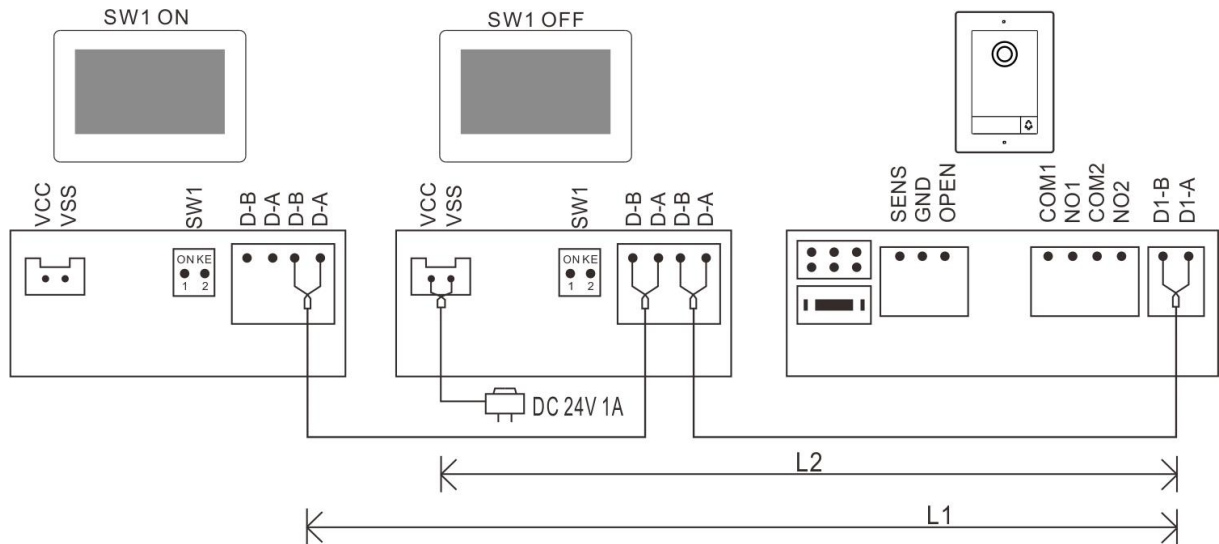 SW1 ON
SW1 OFF
VCC
VSS
SW1
D-B
D-A
D-B
D-A
VCC
VSS
SW1
D-B
D-A
D-B
D-A
SENS
GND
OPEN
COM1
NO1
COM2
NO2
D1-B
D1-A
ON KE
1 2
ON KE
1 2
DC 24V 1A
L2
L1